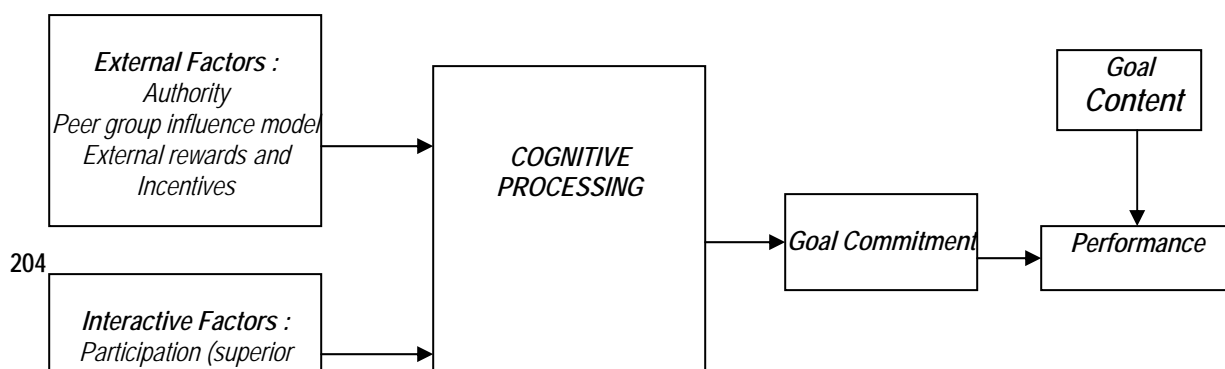 External Factors :
Authority
Peer group influence model
External rewards and
Incentives
204
Interactive Factors :
Participation (superior
COGNITIVE
PROCESSING
Goal Commitment
Goal
Content
Performance